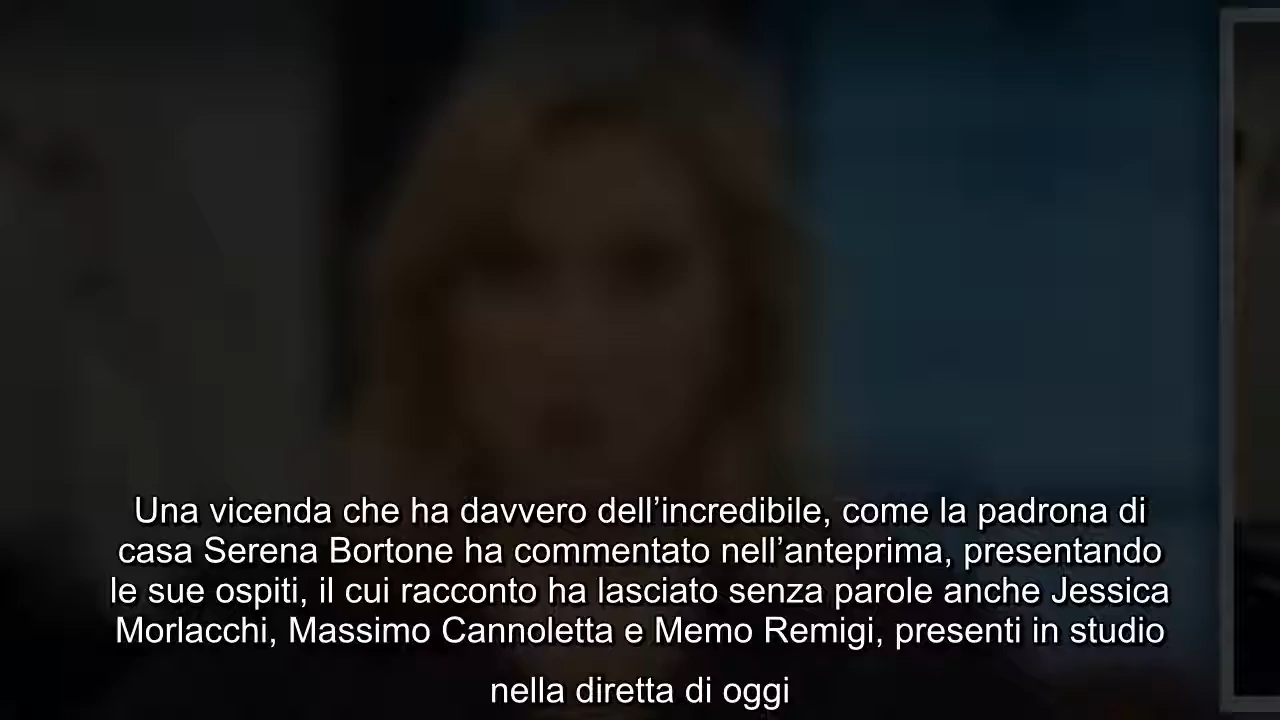 Una vicenda che ha davvero dell’incredibile, come la padrona di
casa Serena Bortone ha commentato nell’anteprima, presentando
le sue ospiti, il cui racconto ha lasciato senza parole anche Jessica
Morlacchi, Massimo Cannoletta e Memo Remigi, presenti in studio
nella diretta di oggi